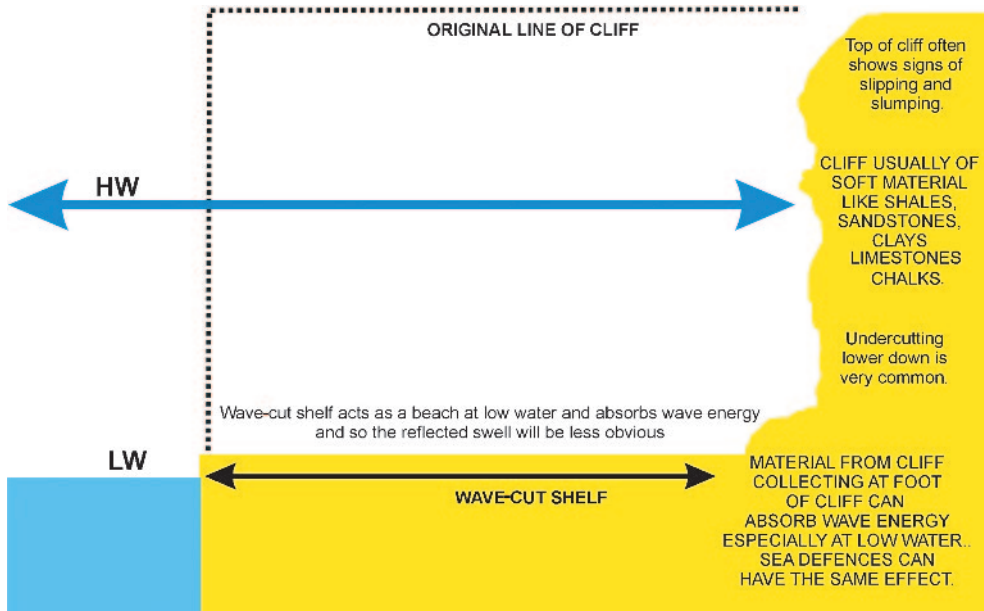 ORIGINAL LINE OF CLIFF
Top of cliff often
shows signs of
slipping and
slumping.
HW
CLIFF USUALLY OF
SOFT MATERIAL
LIKE SHALES,
SANDSTONES,
CLAYS
LIMESTONES
CHALKS.
Undercutting
lower down is
very common.
Wave-cut shelf acts as a beach at low water and absorbs wave energy
and so the reflected swell will be less obvious
LW
WAVE-CUT SHELF
MATERIAL FROM CLIFF
COLLECTING AT FOOT
OF CLIFF CAN
ABSORB WAVE ENERGY
ESPECIALLY AT LOW WATER..
SEA DEFENCES CAN
HAVE THE SAME EFFECT.